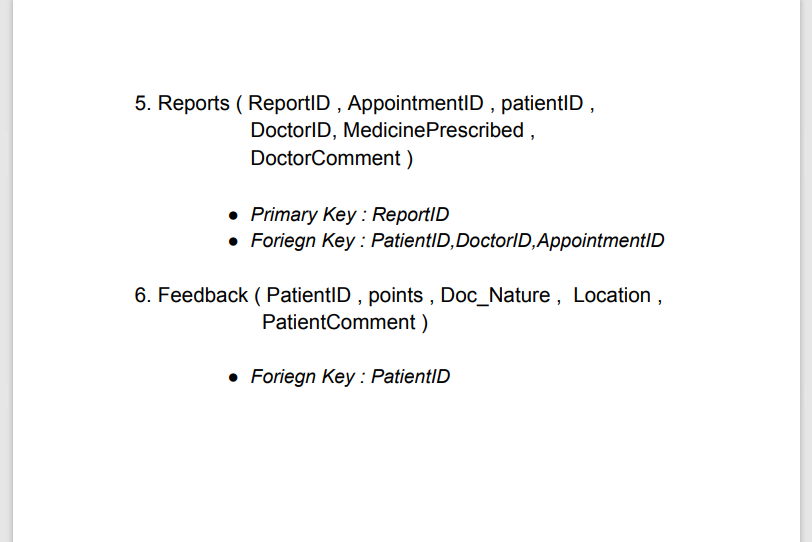 5. Reports ( ReportID , AppointmentID , patientID ,
DoctorID, MedicinePrescribed ,
DoctorComment )
● Primary Key : ReportID
● Foriegn Key : PatientID,DoctorID,AppointmentID
6. Feedback ( PatientID , points , Doc_Nature , Location ,
PatientComment )
● Foriegn Key : PatientID